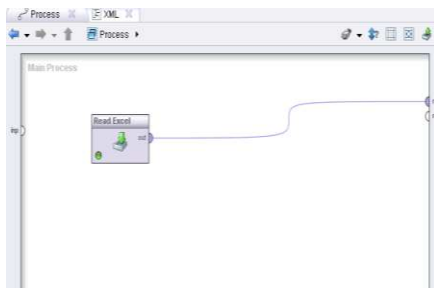 Process XML
Process
Main Process
Read Excel
inp out